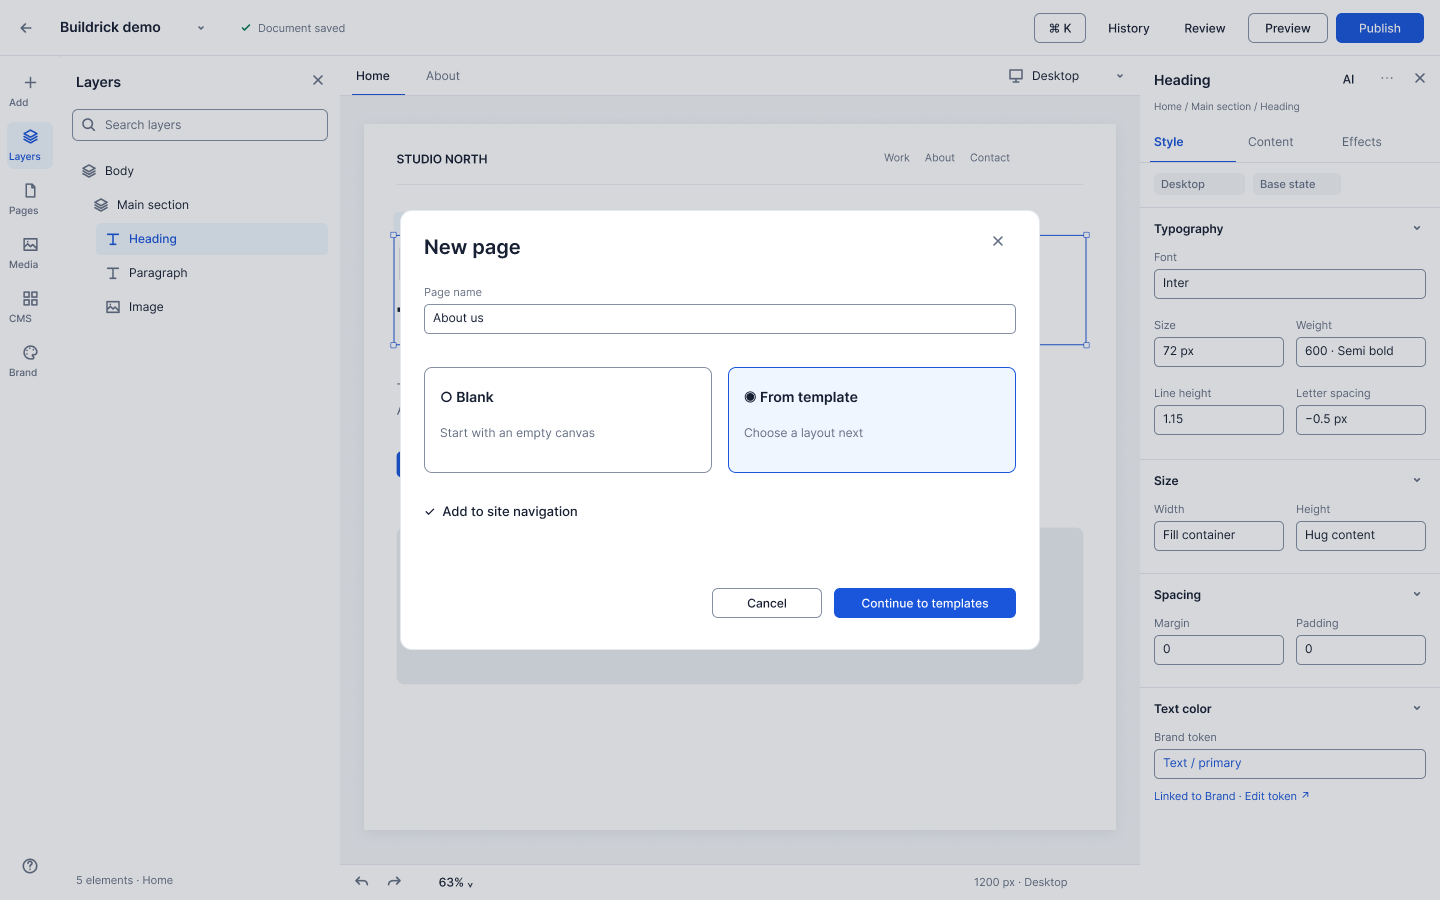 Buildrick demo
Document saved
⌘ K
History
Review
Preview
Publish
Add
Layers
Pages
Media
CMS
Brand
Layers
Search layers
Body
Main section
Heading
Paragraph
Image
5 elements · Home
Home
About
Desktop
STUDIO NORTH
Work
About
Contact
New page
Page name
About us
Blank
Start with an empty canvas
From template
Choose a layout next
Add to site navigation
Cancel
Continue to templates
63%
1200 px · Desktop
Heading
AI
Home / Main section / Heading
Style
Content
Effects
Desktop
Base state
Typography
Font
Inter
Size
Weight
72 px
600 · Semi bold
Line height
Letter spacing
1.15
−0.5 px
Size
Width
Height
Fill container
Hug content
Spacing
Margin
Padding
0
0
Text color
Brand token
Text / primary
Linked to Brand · Edit token ↗